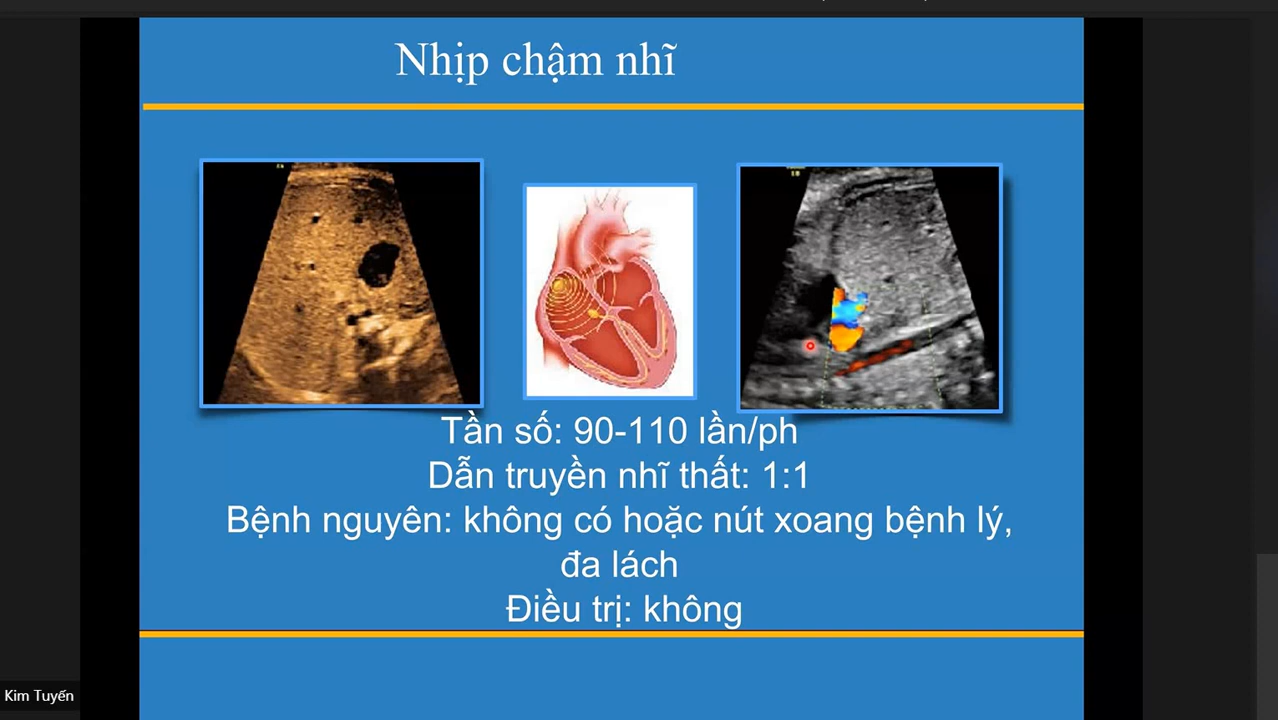 Nhịp chậm nhĩ
Tần số: 90-110 lần/ph
Dẫn truyền nhĩ thất: 1:1
Bệnh nguyên: không có hoặc nút xoang bệnh lý,
đa lách
Điều trị: không
Kim Tuyến